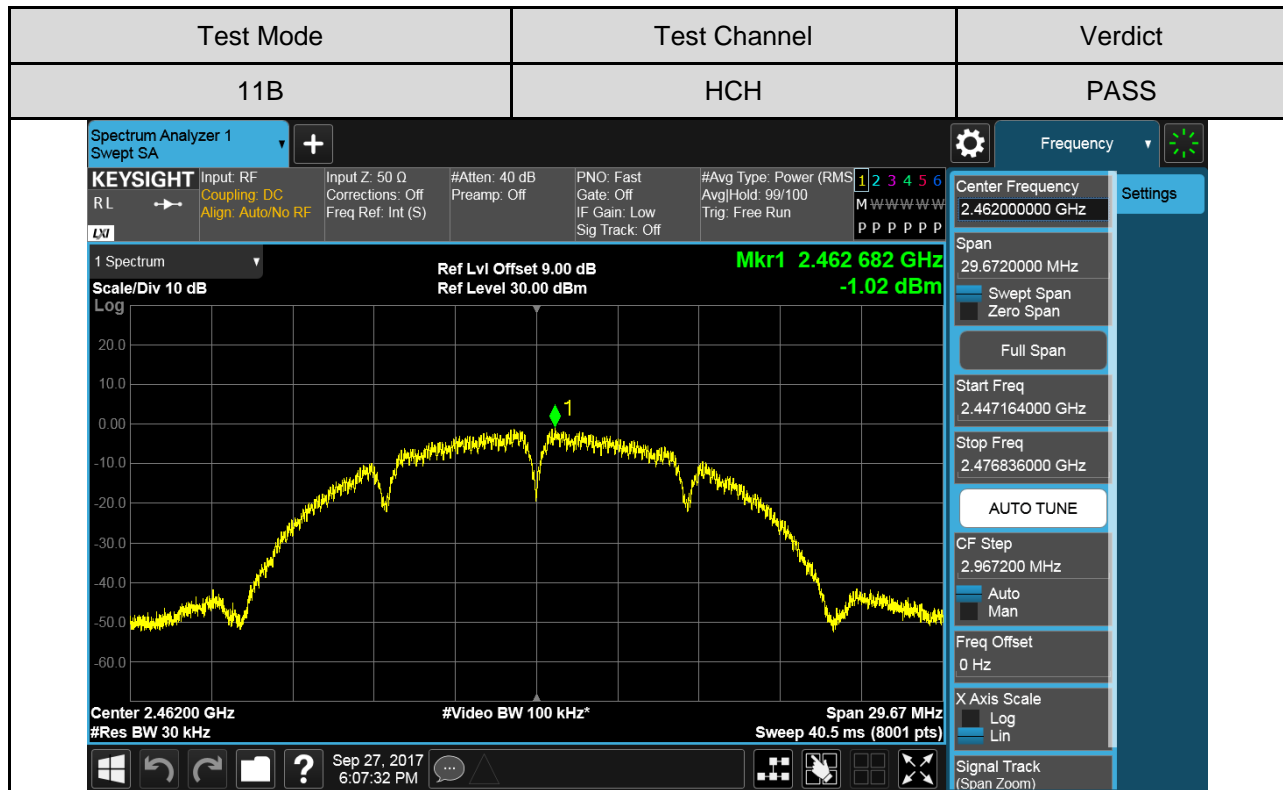 Test Mode Test Channel Verdict
11B HCH PASS
Spectrum Analyzer 1
Swept SA
+
Frequency
KEYSIGHT
RL
LXI
Input: RF
Coupling: DC
Align: Auto/No RF
Input Z: 50 Ω
Corrections: Off
Freq Ref: Int (S)
#Atten: 40 dB
Preamp: Off
PNO: Fast
Gate: Off
IF Gain: Low
Sig Track: Off
#Avg Type: Power (RMS
Avg|Hold: 99/100
Trig: Free Run
1 2 3 4 5 6
M W W W W W
P P P P P P
1 Spectrum
Scale/Div 10 dB
Ref Lvl Offset 9.00 dB
Ref Level 30.00 dBm
Mkr1 2.462 682 GHz
-1.02 dBm
Log
20.0
10.0
0.00
-10.0
-20.0
-30.0
-40.0
-50.0
-60.0
1
Center 2.46200 GHz
#Res BW 30 kHz
#Video BW 100 kHz*
Span 29.67 MHz
Sweep 40.5 ms (8001 pts)
Center Frequency
2.462000000 GHz
Settings
Span
29.6720000 MHz
Swept Span
Zero Span
Full Span
Start Freq
2.447164000 GHz
Stop Freq
2.476836000 GHz
AUTO TUNE
CF Step
2.967200 MHz
Auto
Man
Freq Offset
0 Hz
X Axis Scale
Log
Lin
Signal Track
(Span Zoom)
?
Sep 27, 2017
6:07:32 PM